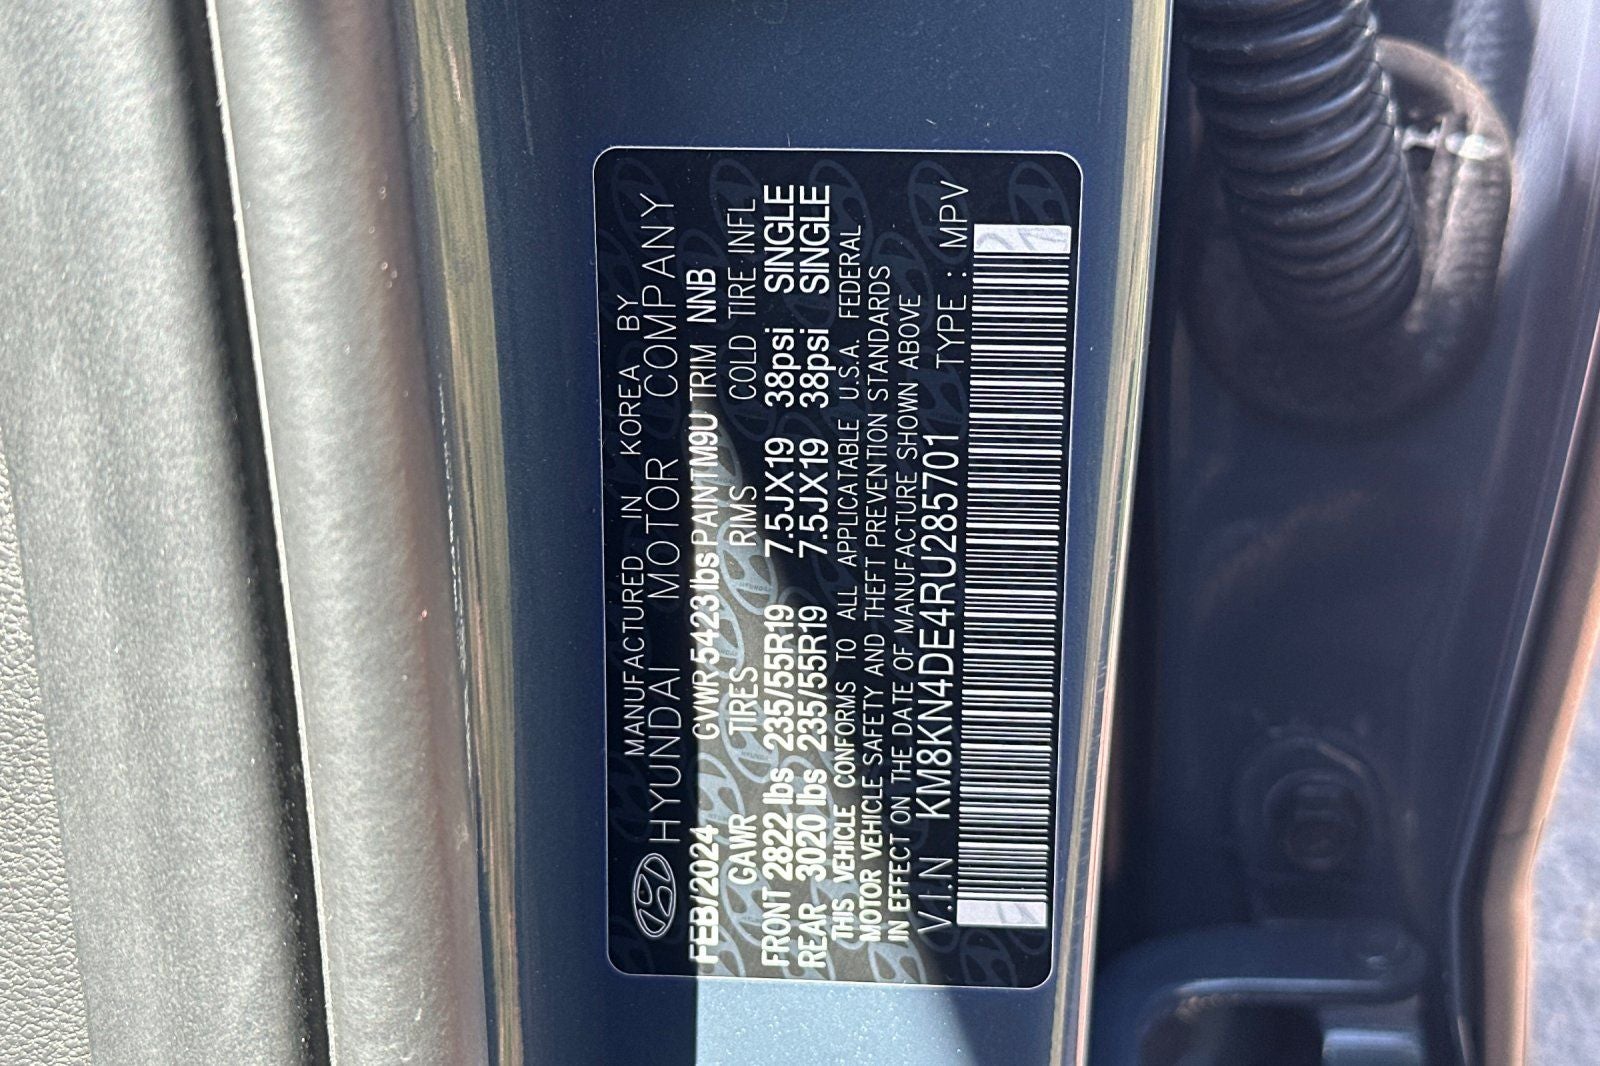 MANUFACTURED IN KOREA BY
HYUNDAI MOTOR COMPANY
FEB/2024 GVWR 5423lbs PAINT M9U TRIM NNB
GAWR TIRES RIMS COLD TIRE INFL
FRONT 2822 lbs 235/55R19 7.5JX19 38psi SINGLE
REAR 3020 lbs 235/55R19 7.5JX19 38psi SINGLE
THIS VEHICLE CONFORMS TO ALL APPLICABLE U.S.A. FEDERAL
MOTOR VEHICLE SAFETY AND THEFT PREVENTION STANDARDS
IN EFFECT ON THE DATE OF MANUFACTURE SHOWN ABOVE
V.I.N KM8KN4DE4RU285701 TYPE : MPV